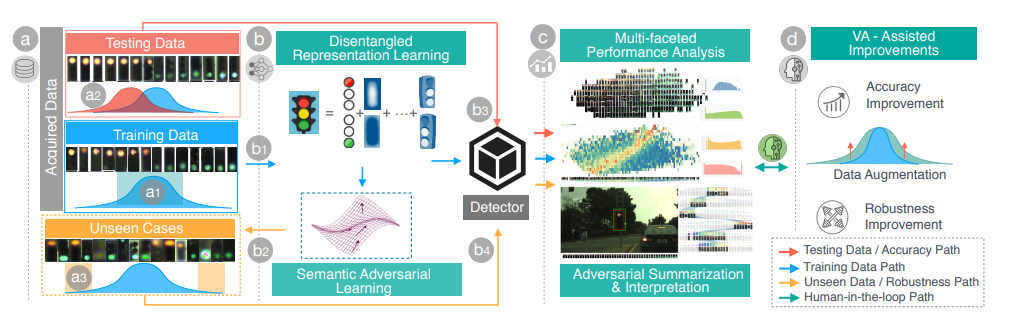 a
Acquired Data
Testing Data
a2
Training Data
a1
Unseen Cases
a3
b
Disentangled
Representation Learning
=
+
+
...+
b1
b2
b3
b4
Semantic Adversarial
Learning
Detector
c
Multi-faceted
Performance Analysis
Adversarial Summarization
& Interpretation
d
VA - Assisted
Improvements
Accuracy
Improvement
Data Augmentation
Robustness
Improvement
Testing Data / Accuracy Path
Training Data Path
Unseen Data / Robustness Path
Human-in-the-loop Path